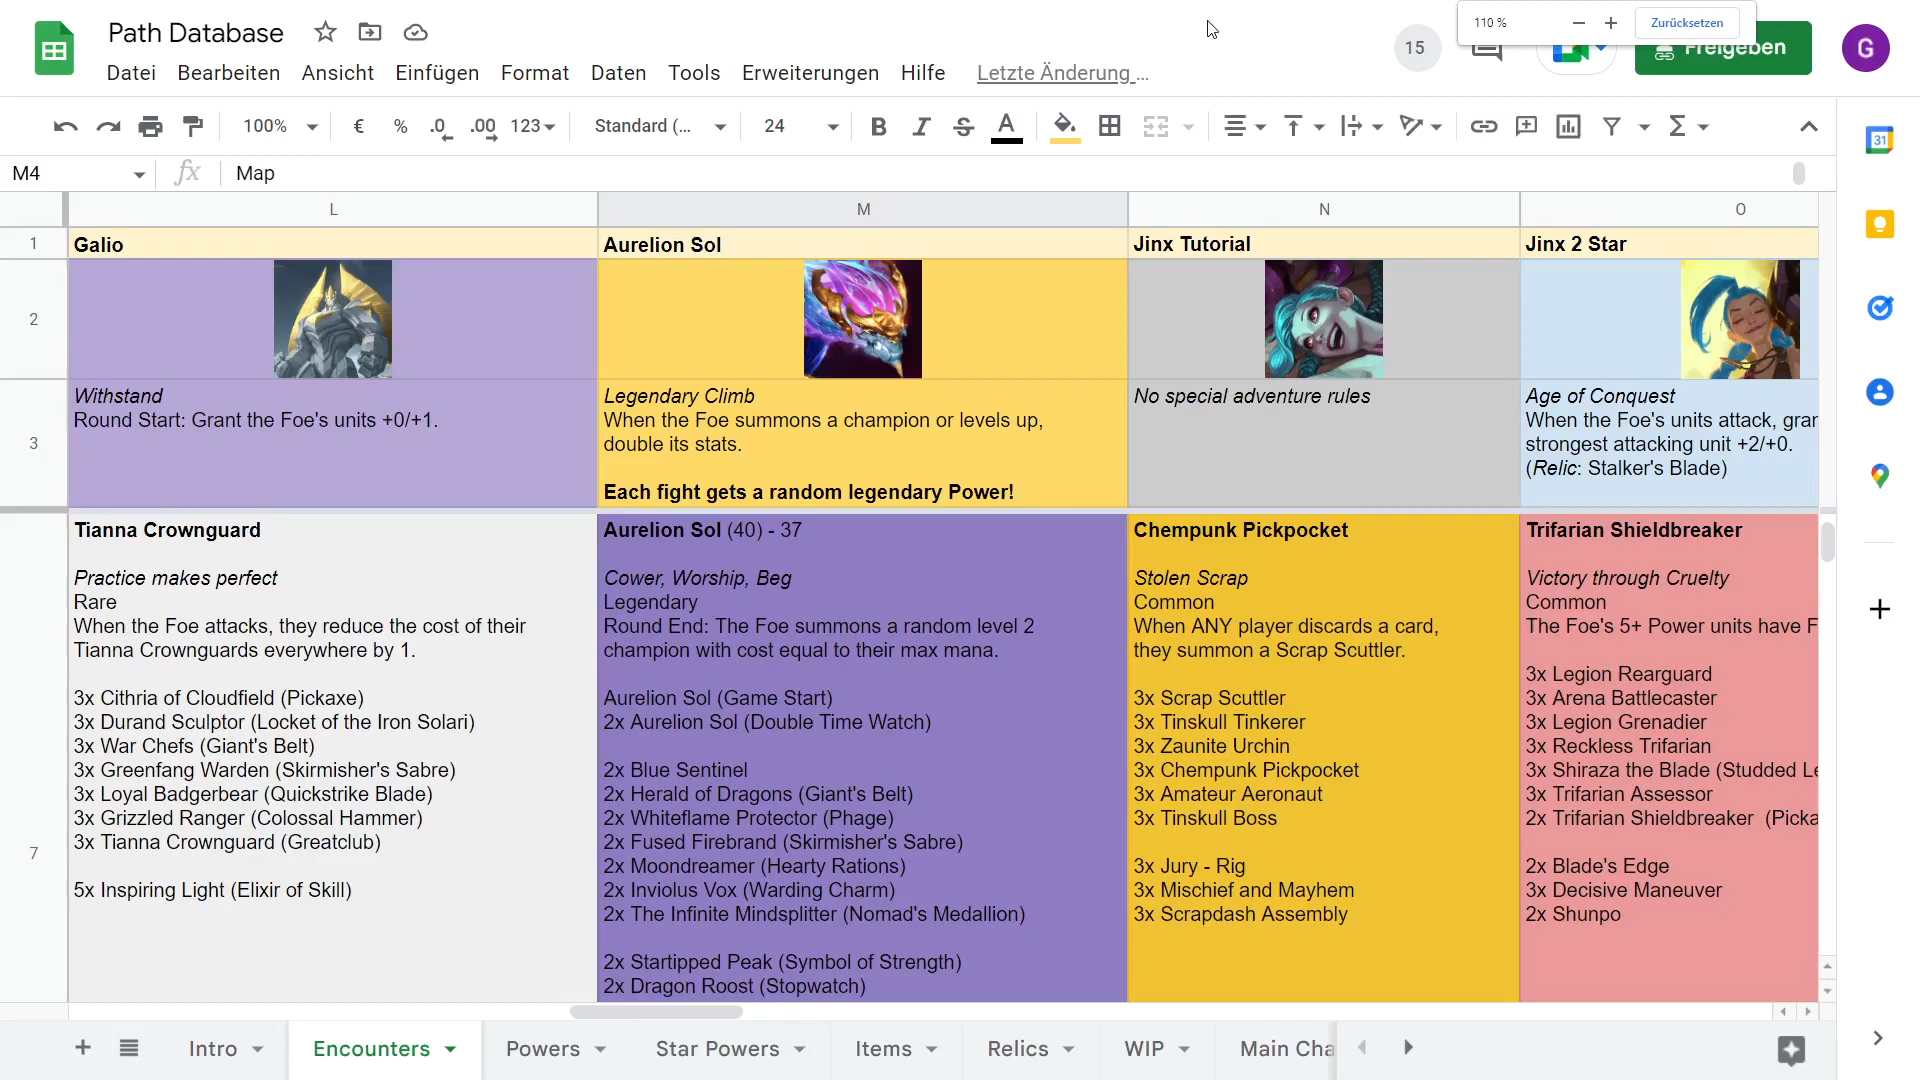 Path Database
110 %
Zurücksetzen
15
Freigeben
G
Datei Bearbeiten Ansicht Einfügen Format Daten Tools Erweiterungen Hilfe Letzte Änderung ...
100% € % .0 .00 123 Standard (... 24 B I S A
31
M4 fx Map
L M N O
1 Galio Aurelion Sol Jinx Tutorial Jinx 2 Star
2
3
Withstand
Round Start: Grant the Foe's units +0/+1.
Legendary Climb
When the Foe summons a champion or levels up,
double its stats.
Each fight gets a random legendary Power!
No special adventure rules
Age of Conquest
When the Foe's units attack, gran
strongest attacking unit +2/+0.
(Relic: Stalker's Blade)
7
Tianna Crownguard
Practice makes perfect
Rare
When the Foe attacks, they reduce the cost of their
Tianna Crownguards everywhere by 1.
3x Cithria of Cloudfield (Pickaxe)
3x Durand Sculptor (Locket of the Iron Solari)
3x War Chefs (Giant's Belt)
3x Greenfang Warden (Skirmisher's Sabre)
3x Loyal Badgerbear (Quickstrike Blade)
3x Grizzled Ranger (Colossal Hammer)
3x Tianna Crownguard (Greatclub)
5x Inspiring Light (Elixir of Skill)
Aurelion Sol (40) - 37
Cower, Worship, Beg
Legendary
Round End: The Foe summons a random level 2
champion with cost equal to their max mana.
Aurelion Sol (Game Start)
2x Aurelion Sol (Double Time Watch)
2x Blue Sentinel
2x Herald of Dragons (Giant's Belt)
2x Whiteflame Protector (Phage)
2x Fused Firebrand (Skirmisher's Sabre)
2x Moondreamer (Hearty Rations)
2x Inviolus Vox (Warding Charm)
2x The Infinite Mindsplitter (Nomad's Medallion)
2x Startipped Peak (Symbol of Strength)
2x Dragon Roost (Stopwatch)
Chempunk Pickpocket
Stolen Scrap
Common
When ANY player discards a card,
they summon a Scrap Scuttler.
3x Scrap Scuttler
3x Tinskull Tinkerer
3x Zaunite Urchin
3x Chempunk Pickpocket
3x Amateur Aeronaut
3x Tinskull Boss
3x Jury - Rig
3x Mischief and Mayhem
3x Scrapdash Assembly
Trifarian Shieldbreaker
Victory through Cruelty
Common
The Foe's 5+ Power units have F
3x Legion Rearguard
3x Arena Battlecaster
3x Legion Grenadier
3x Reckless Trifarian
3x Shiraza the Blade (Studded Le
3x Trifarian Assessor
2x Trifarian Shieldbreaker (Picka
2x Blade's Edge
3x Decisive Maneuver
2x Shunpo
Intro Encounters Powers Star Powers Items Relics WIP Main Cha